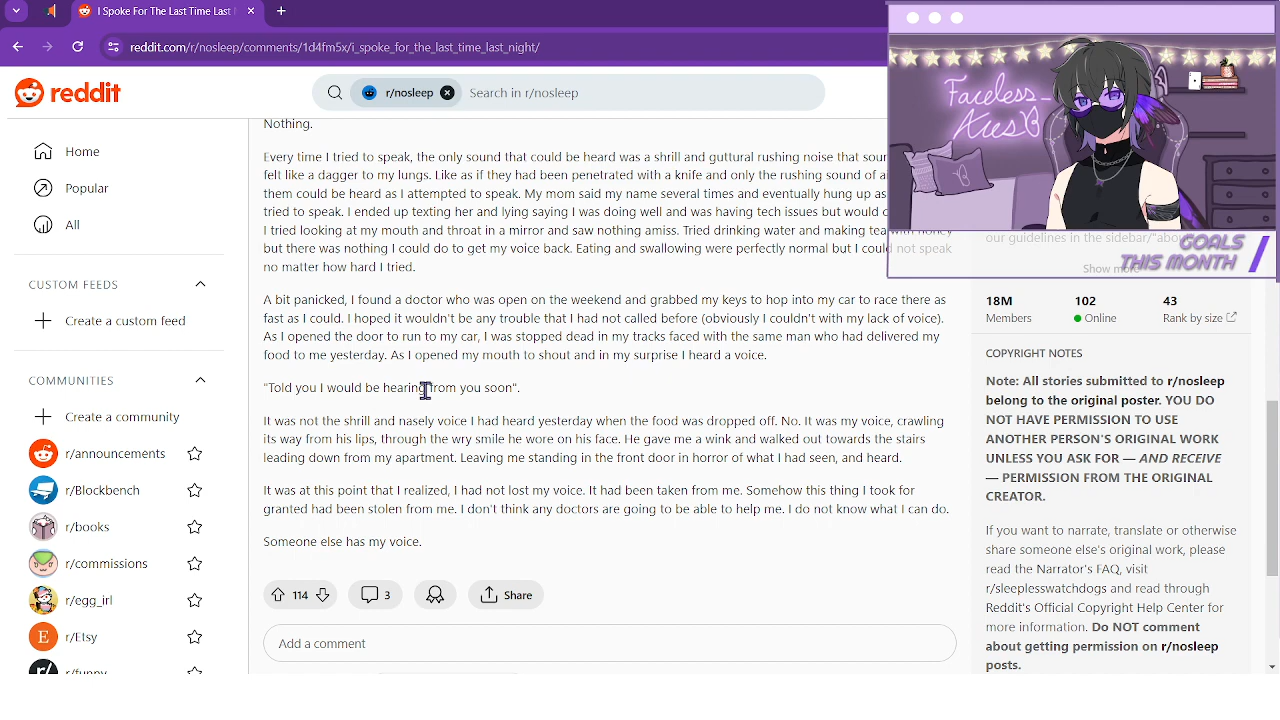 I Spoke For The Last Time Last
reddit.com/r/nosleep/comments/1d4fm5x/i_spoke_for_the_last_time_last_night/
reddit
r/nosleep
Search in r/nosleep
Home
Popular
All
CUSTOM FEEDS
Create a custom feed
COMMUNITIES
Create a community
r/announcements
r/Blockbench
r/books
r/commissions
r/egg_irl
r/Etsy
r/funny
Nothing.
Every time I tried to speak, the only sound that could be heard was a shrill and guttural rushing noise that
felt like a dagger to my lungs. Like as if they had been penetrated with a knife and only the rushing sound of
them could be heard as I attempted to speak. My mom said my name several times and eventually hung up as
tried to speak. I ended up texting her and lying saying I was doing well and was having tech issues but would
I tried looking at my mouth and throat in a mirror and saw nothing amiss. Tried drinking water and making tea with honey
but there was nothing I could do to get my voice back. Eating and swallowing were perfectly normal but I could not speak
no matter how hard I tried.
A bit panicked, I found a doctor who was open on the weekend and grabbed my keys to hop into my car to race there as
fast as I could. I hoped it wouldn't be any trouble that I had not called before (obviously I couldn't with my lack of voice).
As I opened the door to run to my car, I was stopped dead in my tracks faced with the same man who had delivered my
food to me yesterday. As I opened my mouth to shout and in my surprise I heard a voice.
"Told you I would be hearing from you soon".
It was not the shrill and nasely voice I had heard yesterday when the food was dropped off. No. It was my voice, crawling
its way from his lips, through the wry smile he wore on his face. He gave me a wink and walked out towards the stairs
leading down from my apartment. Leaving me standing in the front door in horror of what I had seen, and heard.
It was at this point that I realized, I had not lost my voice. It had been taken from me. Somehow this thing I took for
granted had been stolen from me. I don't think any doctors are going to be able to help me. I do not know what I can do.
Someone else has my voice.
114
3
Share
Add a comment
Faceless_
AcesB
GOALS
THIS MONTH
our guidelines in the sidebar/"about
Show more
18M
Members
102
Online
43
Rank by size
COPYRIGHT NOTES
Note: All stories submitted to r/nosleep
belong to the original poster. YOU DO
NOT HAVE PERMISSION TO USE
ANOTHER PERSON'S ORIGINAL WORK
UNLESS YOU ASK FOR — AND RECEIVE
— PERMISSION FROM THE ORIGINAL
CREATOR.
If you want to narrate, translate or otherwise
share someone else's original work, please
read the Narrator's FAQ, visit
r/sleeplesswatchdogs and read through
Reddit's Official Copyright Help Center for
more information. Do NOT comment
about getting permission on r/nosleep
posts.